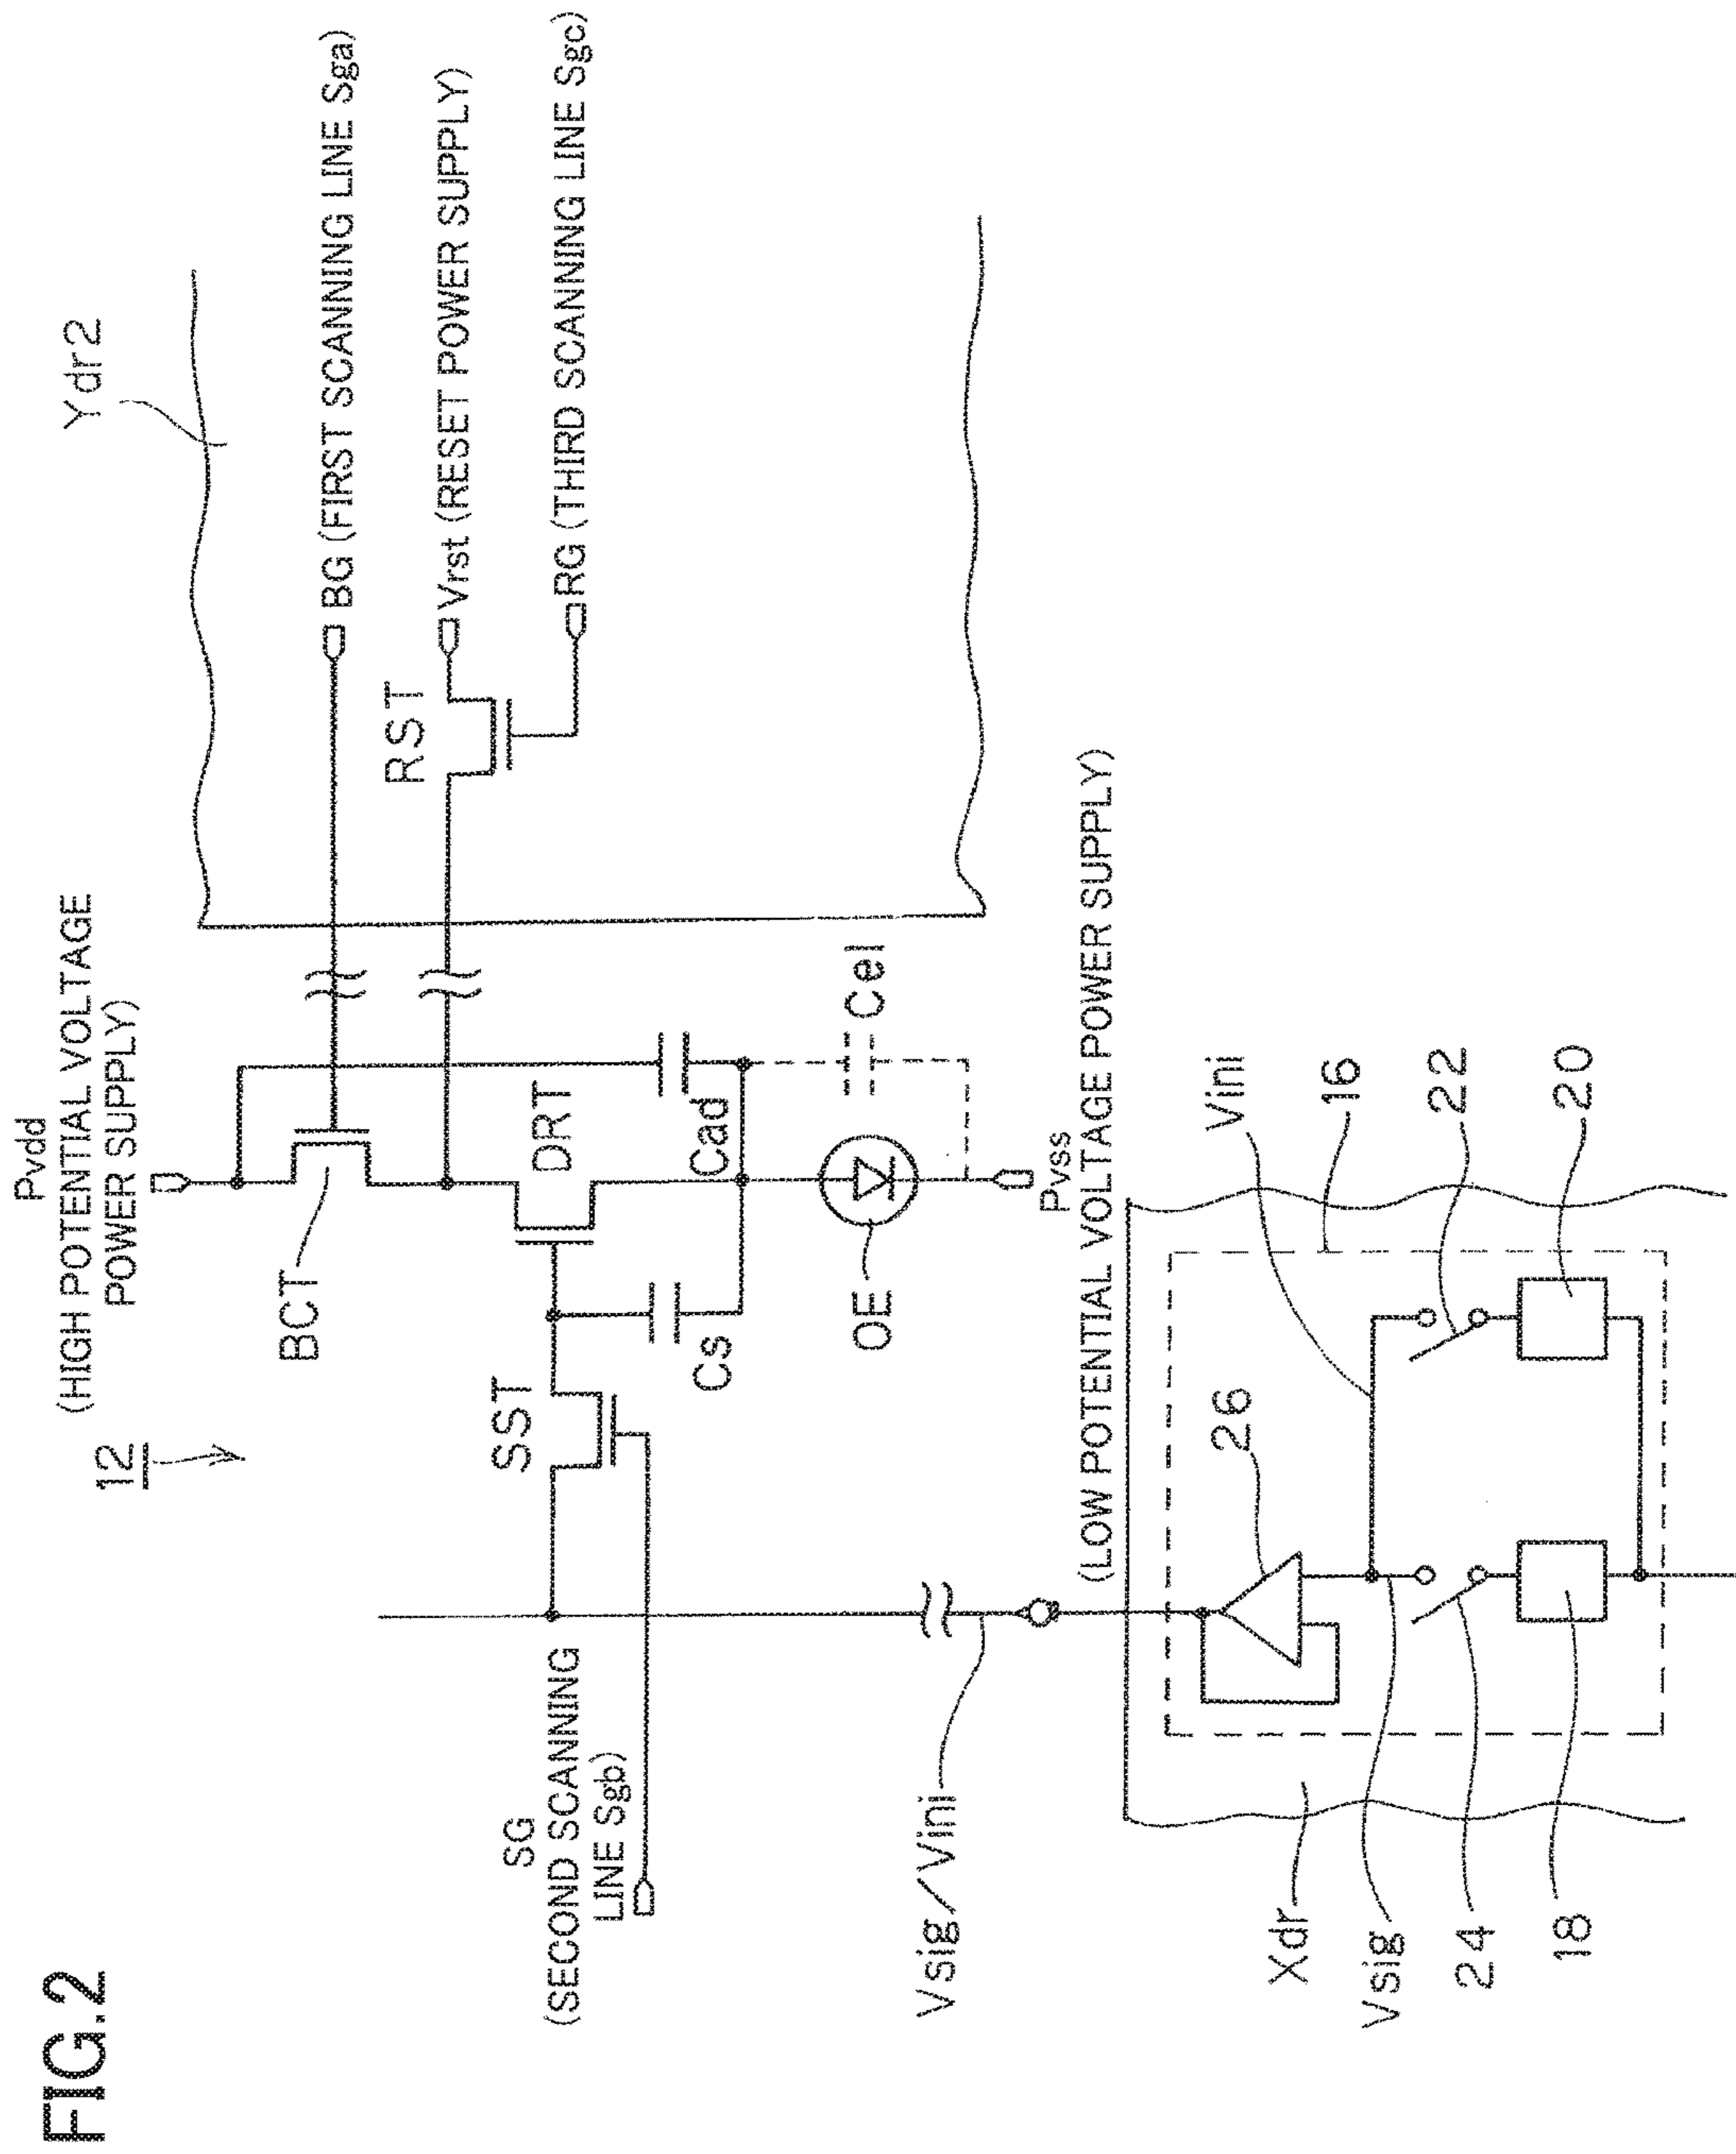 FIG.2
12
Pvdd
(HIGH POTENTIAL VOLTAGE
POWER SUPPLY)
Ydr2
BCT
BG (FIRST SCANNING LINE Sga)
RST
Vrst (RESET POWER SUPPLY)
RG (THIRD SCANNING LINE Sgc)
SST
DRT
SG
(SECOND SCANNING
LINE Sgb)
Cs
Cad
Cel
OE
Vsig/Vini
Pvss
(LOW POTENTIAL VOLTAGE POWER SUPPLY)
26
Vini
16
Xdr
Vsig
22
24
20
18